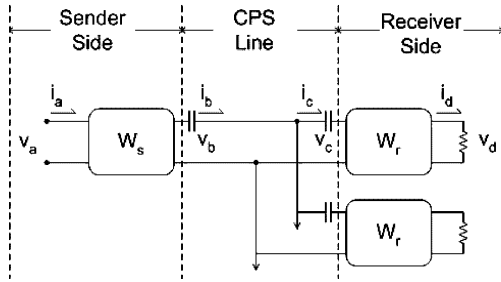 Sender Side
CPS Line
Receiver Side
i_a
i_b
i_c
i_d
v_a
W_s
v_b
v_c
W_r
v_d
W_r